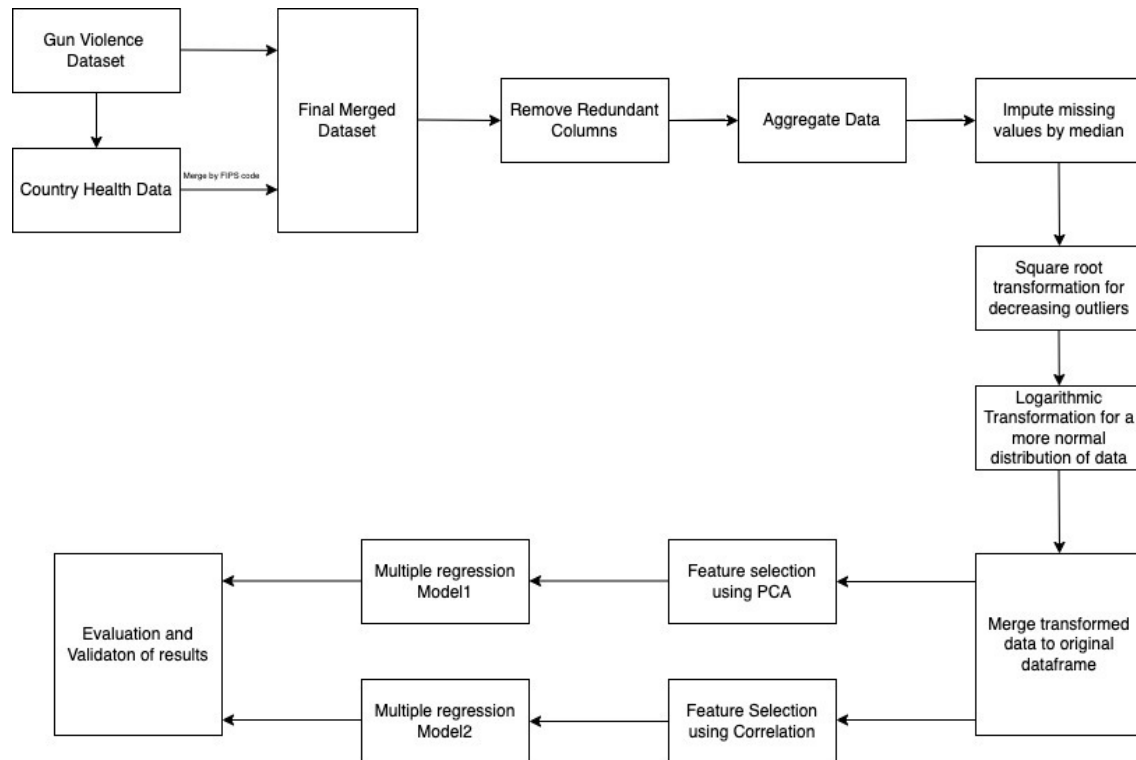 Gun Violence
Dataset
Final Merged
Dataset
Remove Redundant
Columns
Aggregate Data
Impute missing
values by median
Country Health Data
Merge by FIPS code
Square root
transformation for
decreasing outliers
Logarithmic
Transformation for a
more normal
distribution of data
Merge transformed
data to original
dataframe
Feature selection
using PCA
Multiple regression
Model1
Feature Selection
using Correlation
Multiple regression
Model2
Evaluation and
Validaton of results